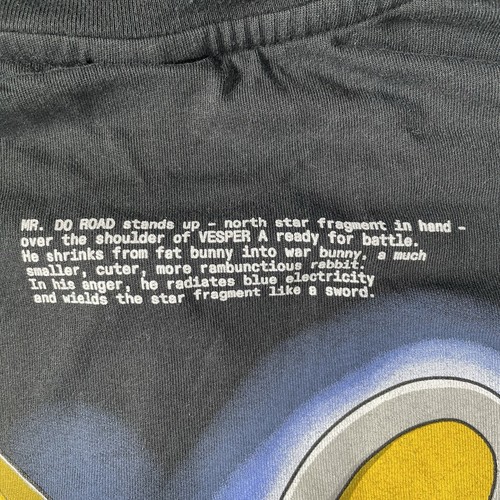 MR. DO ROAD stands up - north star fragment in hand -
over the shoulder of VESPER A ready for battle.
He shrinks from fat bunny into war bunny, a much
smaller, cuter, more rambunctious rabbit.
In his anger, he radiates blue electricity
and wields the star fragment like a sword.